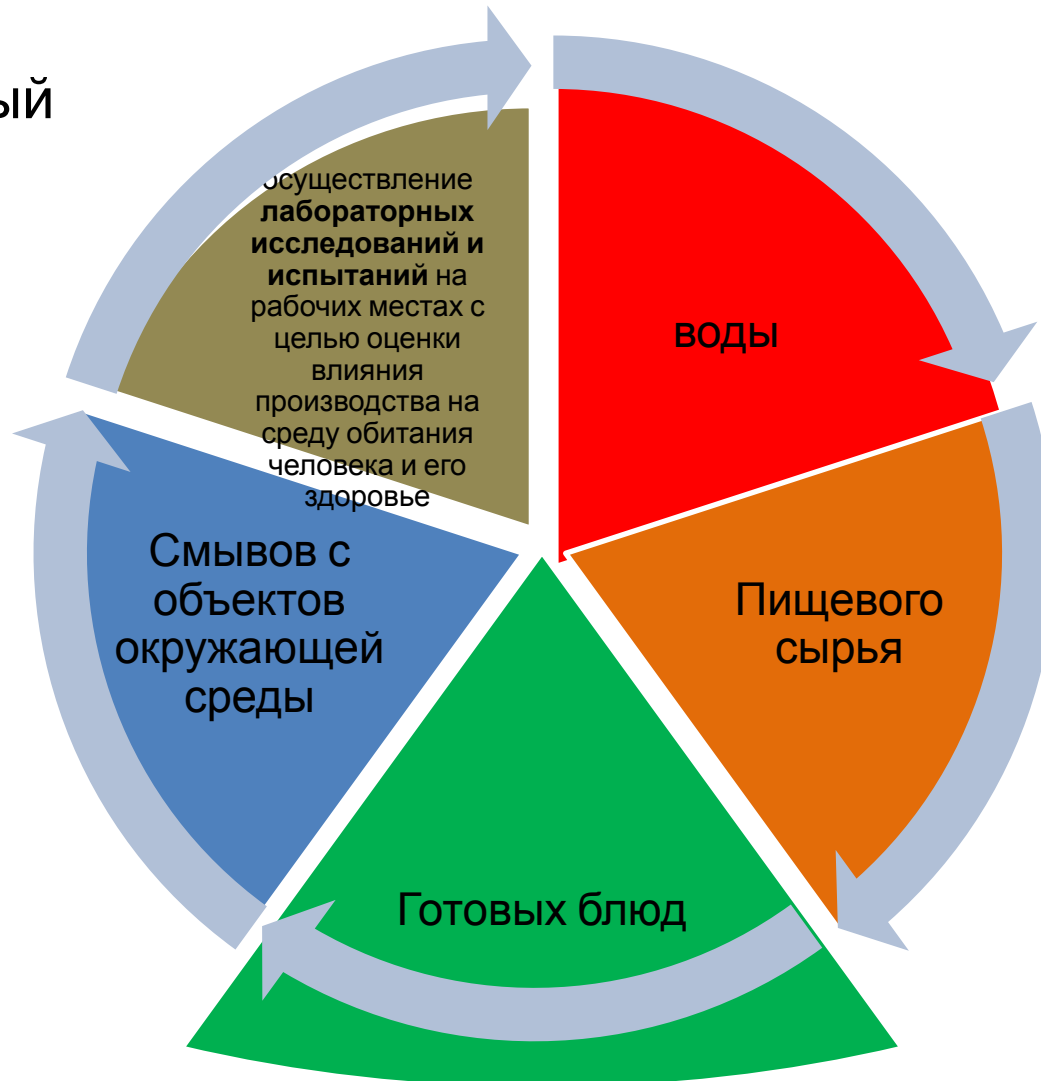 ый
осуществление
лабораторных
исследований и
испытаний на
рабочих местах с
целью оценки
влияния
производства на
среду обитания
человека и его
здоровье
воды
Смывов с
объектов
окружающей
среды
Пищевого
сырья
Готовых блюд